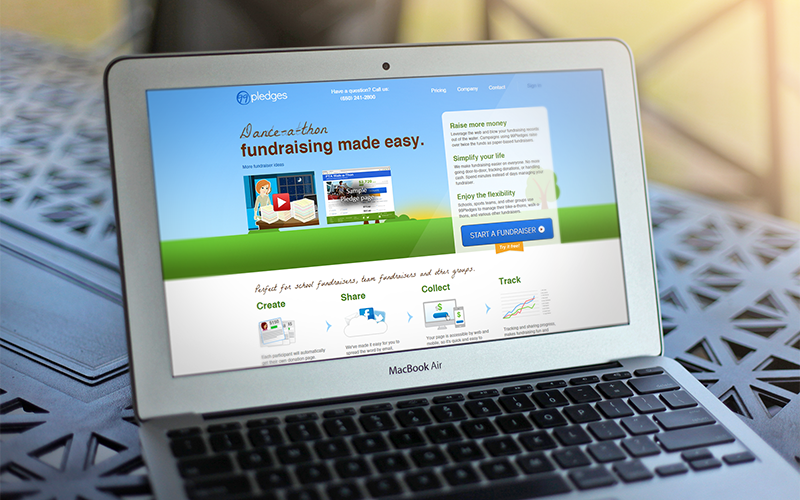 99pledges
Have a question? Call us:
(650) 241-2800
Pricing Company Contact Sign In
Dance-a-thon
fundraising made easy.
More fundraiser ideas
PTA Walk-a-Thon
Sample
Pledge page
Raise more money
Leverage the web and blow your fundraising records
out of the water. Campaigns using 99Pledges raise
over twice the funds as paper-based fundraisers.
Simplify your life
We make fundraising easier on everyone. No more
going door-to-door, tracking donations, or handling
cash. Spend minutes instead of days managing your
fundraiser.
Enjoy the flexibility
Schools, sports teams, and other groups use
99Pledges to manage their bike-a-thons, walk-a-
thons, and various other fundraisers.
START A FUNDRAISER
Try it free!
Perfect for school fundraisers, team fundraisers and other groups.
Create
Each participant will automatically
get their own donation page.
Share
We've made it easy for you to
spread the word by email,
Collect
Your page is accessible by web and
mobile, so it's quick and easy to
Track
Tracking and sharing progress,
makes fundraising fun and
MacBook Air